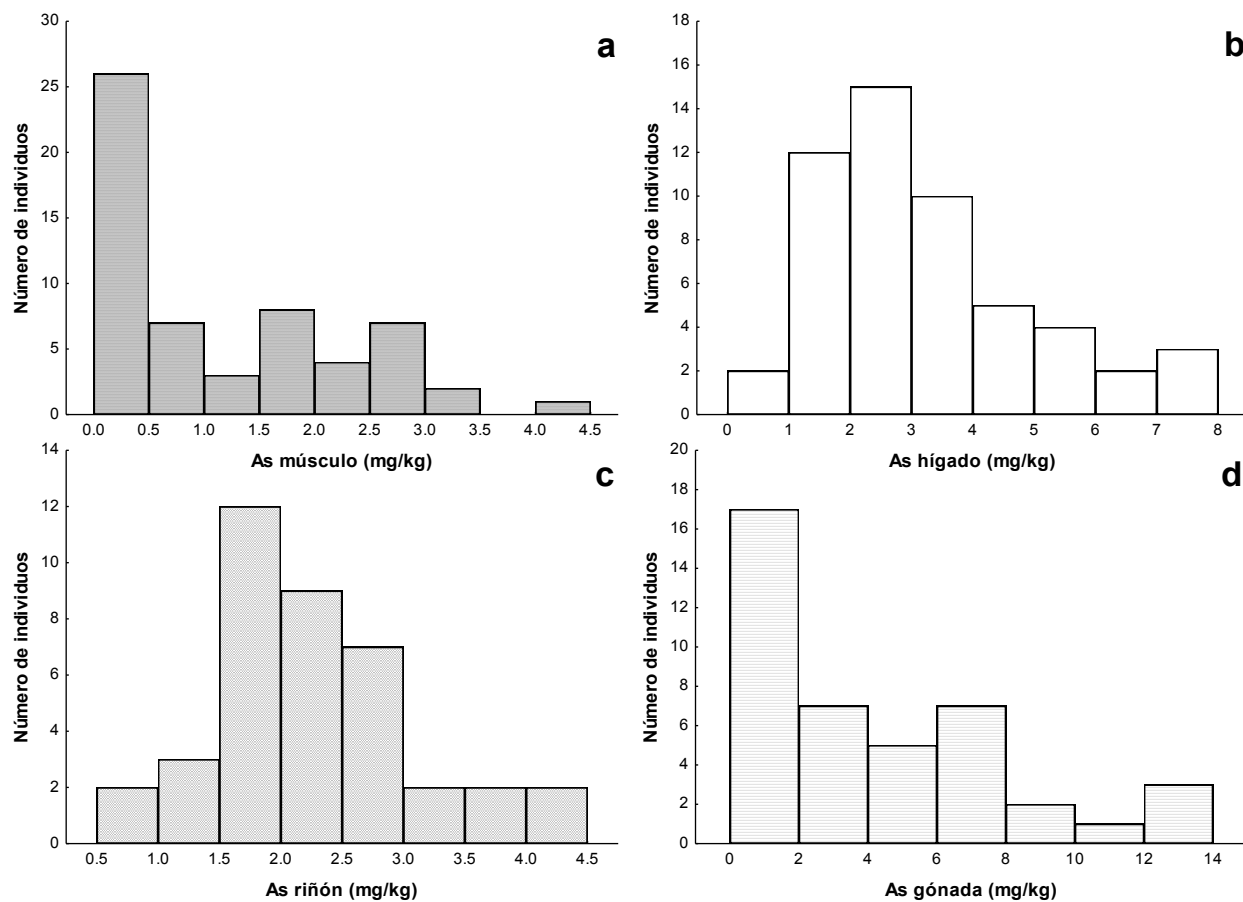 a
30
25
20
15
10
5
0
Número de individuos
0.0 0.5 1.0 1.5 2.0 2.5 3.0 3.5 4.0 4.5
As músculo (mg/kg)
b
18
16
14
12
10
8
6
4
2
0
Número de individuos
0 1 2 3 4 5 6 7 8
As hígado (mg/kg)
c
14
12
10
8
6
4
2
0
Número de individuos
0.5 1.0 1.5 2.0 2.5 3.0 3.5 4.0 4.5
As riñón (mg/kg)
d
20
18
16
14
12
10
8
6
4
2
0
Número de individuos
0 2 4 6 8 10 12 14
As gónada (mg/kg)